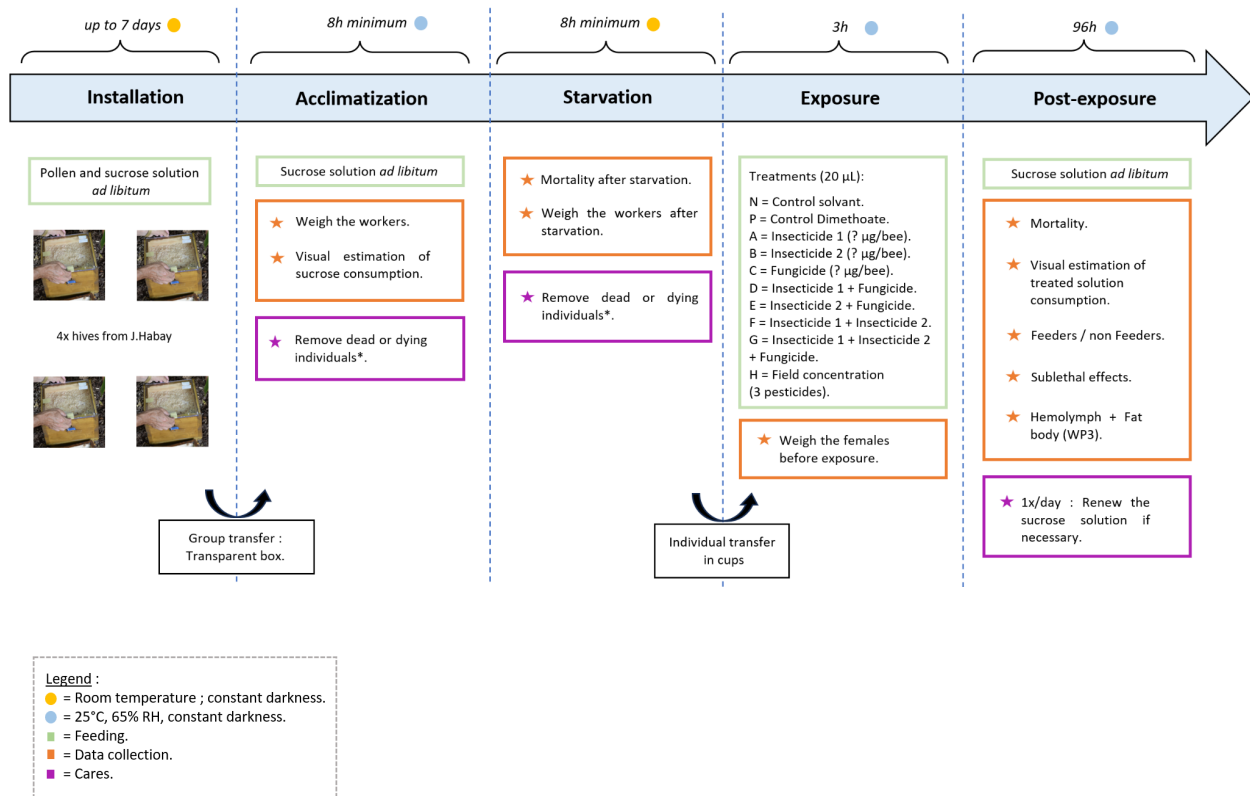 up to 7 days
8h minimum
8h minimum
3h
96h
Installation
Acclimatization
Starvation
Exposure
Post-exposure
Pollen and sucrose solution
ad libitum
4x hives from J.Habay
Group transfer :
Transparent box.
Sucrose solution ad libitum
Weigh the workers.
Visual estimation of
sucrose consumption.
Remove dead or dying
individuals*.
Mortality after starvation.
Weigh the workers after
starvation.
Remove dead or dying
individuals*.
Individual transfer
in cups
Treatments (20 µL):
N = Control solvant.
P = Control Dimethoate.
A = Insecticide 1 (? µg/bee).
B = Insecticide 2 (? µg/bee).
C = Fungicide (? µg/bee).
D = Insecticide 1 + Fungicide.
E = Insecticide 2 + Fungicide.
F = Insecticide 1 + Insecticide 2.
G = Insecticide 1 + Insecticide 2
+ Fungicide.
H = Field concentration
(3 pesticides).
Weigh the females
before exposure.
Sucrose solution ad libitum
Mortality.
Visual estimation of
treated solution
consumption.
Feeders / non Feeders.
Sublethal effects.
Hemolymph + Fat
body (WP3).
1x/day : Renew the
sucrose solution if
necessary.
Legend :
= Room temperature ; constant darkness.
= 25°C, 65% RH, constant darkness.
= Feeding.
= Data collection.
= Cares.